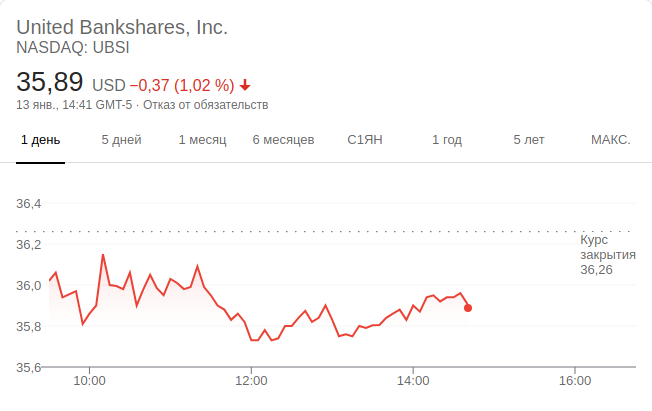 United Bankshares, Inc.
NASDAQ: UBSI
35,89 USD −0,37 (1,02 %)
13 янв., 14:41 GMT-5 · Отказ от обязательств
1 день 5 дней 1 месяц 6 месяцев С1ЯН 1 год 5 лет МАКС.
36,4
36,2
36,0
35,8
35,6
Курс
закрытия
36,26
10:00 12:00 14:00 16:00